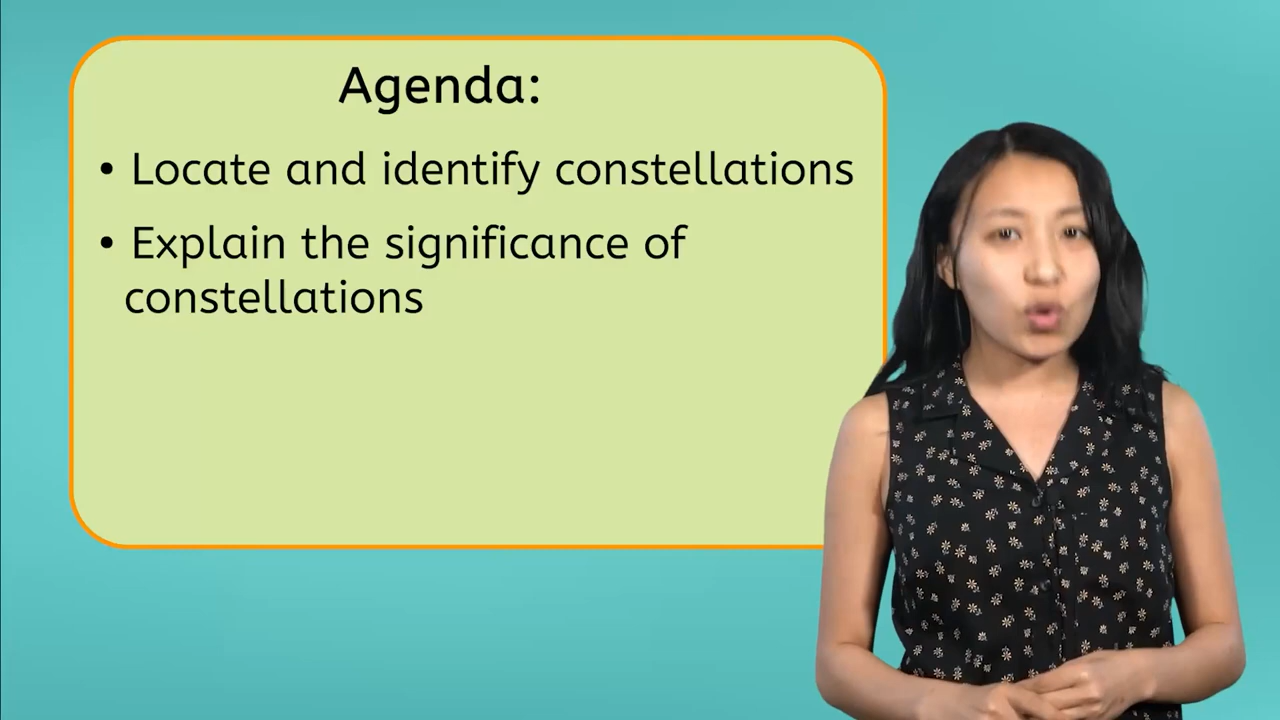 Agenda:
• Locate and identify constellations
• Explain the significance of
constellations